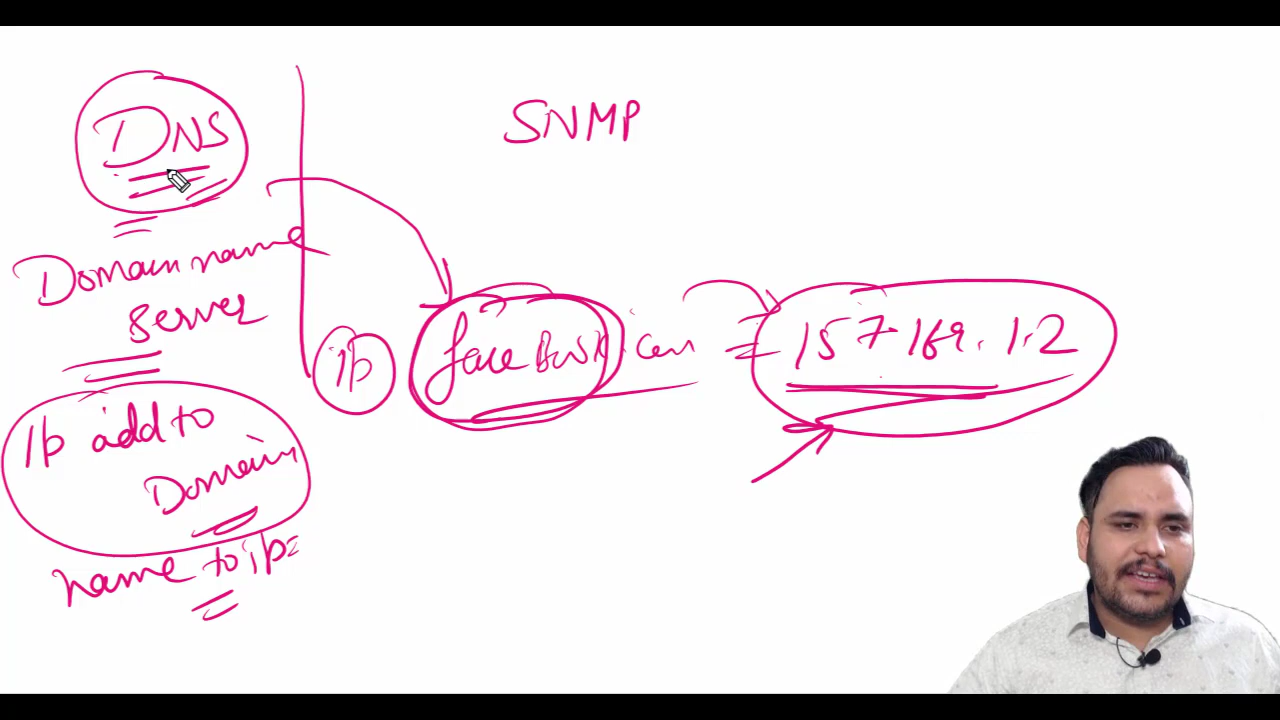 DNS
Domain name
Server
Ip add to
Domain
name to ip
SNMP
Ip
facebook.com = 157.169.1.2